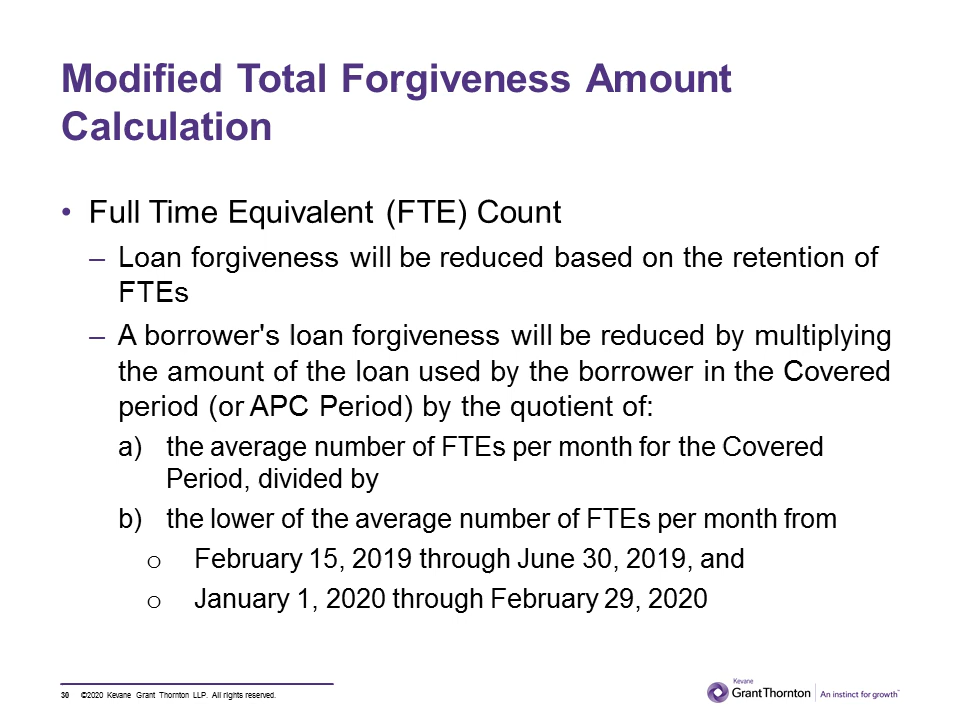 Modified Total Forgiveness Amount
Calculation
• Full Time Equivalent (FTE) Count
– Loan forgiveness will be reduced based on the retention of
FTEs
– A borrower's loan forgiveness will be reduced by multiplying
the amount of the loan used by the borrower in the Covered
period (or APC Period) by the quotient of:
a) the average number of FTEs per month for the Covered
Period, divided by
b) the lower of the average number of FTEs per month from
o February 15, 2019 through June 30, 2019, and
o January 1, 2020 through February 29, 2020
30 ©2020 Kevane Grant Thornton LLP. All rights reserved.
Kevane
Grant Thornton | An instinct for growth™